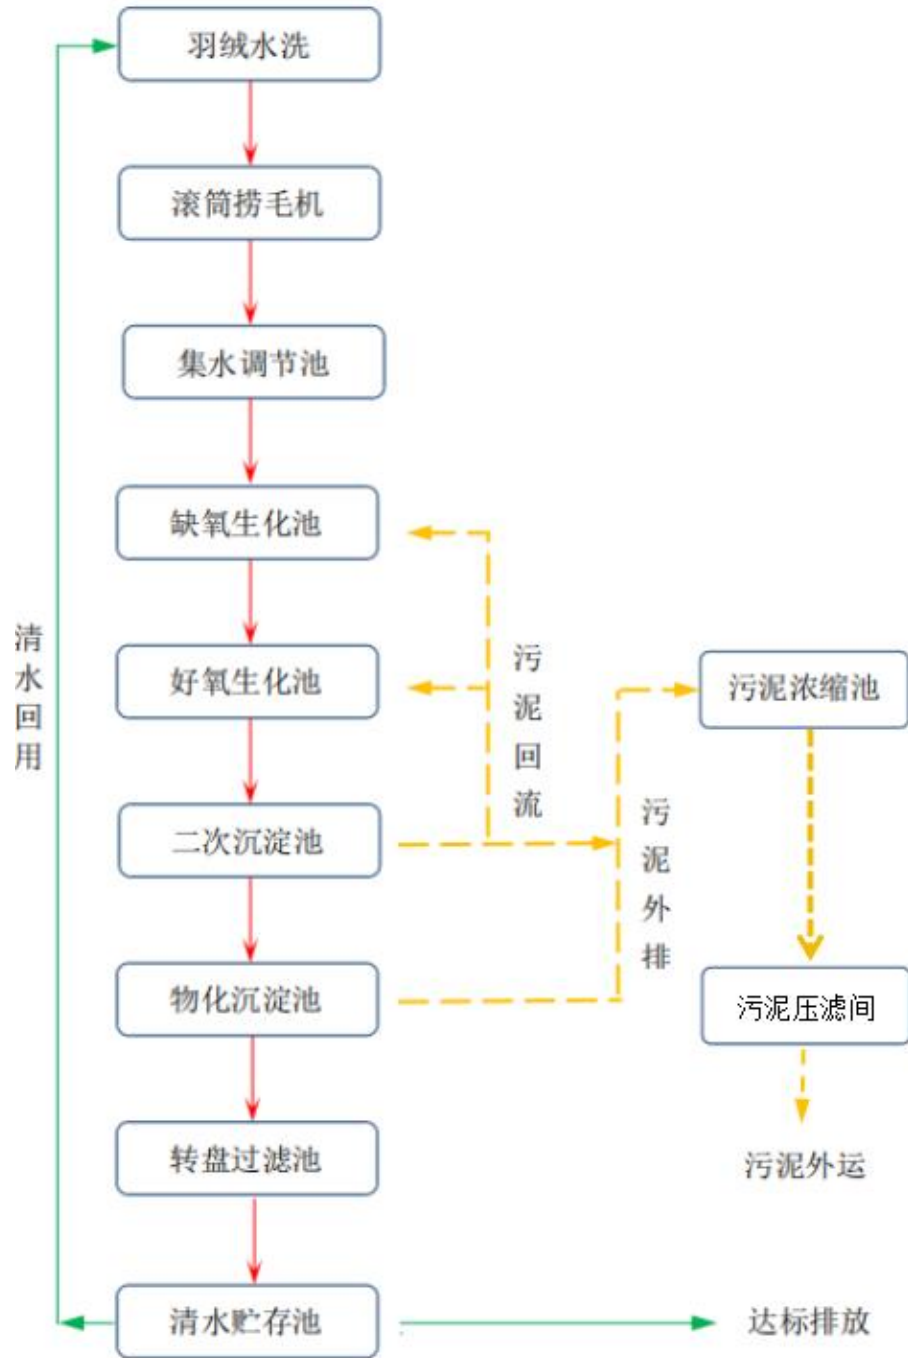 羽绒水洗
滚筒捞毛机
集水调节池
缺氧生化池
好氧生化池
二次沉淀池
物化沉淀池
转盘过滤池
清水贮存池
清水回用
污泥回流
污泥外排
污泥浓缩池
污泥压滤间
污泥外运
达标排放